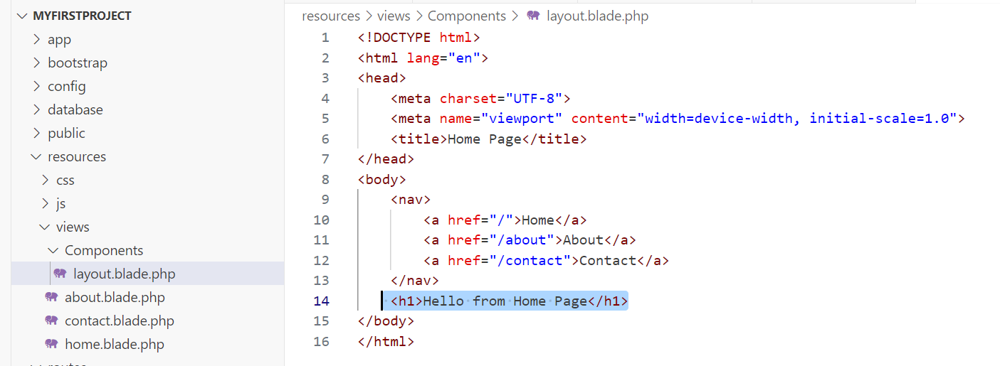 MYFIRSTPROJECT
app
bootstrap
config
database
public
resources
css
js
views
Components
layout.blade.php
about.blade.php
contact.blade.php
home.blade.php
resources > views > Components > layout.blade.php
1 <!DOCTYPE html>
2 <html lang="en">
3 <head>
4 <meta charset="UTF-8">
5 <meta name="viewport" content="width=device-width, initial-scale=1.0">
6 <title>Home Page</title>
7 </head>
8 <body>
9 <nav>
10 <a href="/">Home</a>
11 <a href="/about">About</a>
12 <a href="/contact">Contact</a>
13 </nav>
14 <h1>Hello from Home Page</h1>
15 </body>
16 </html>